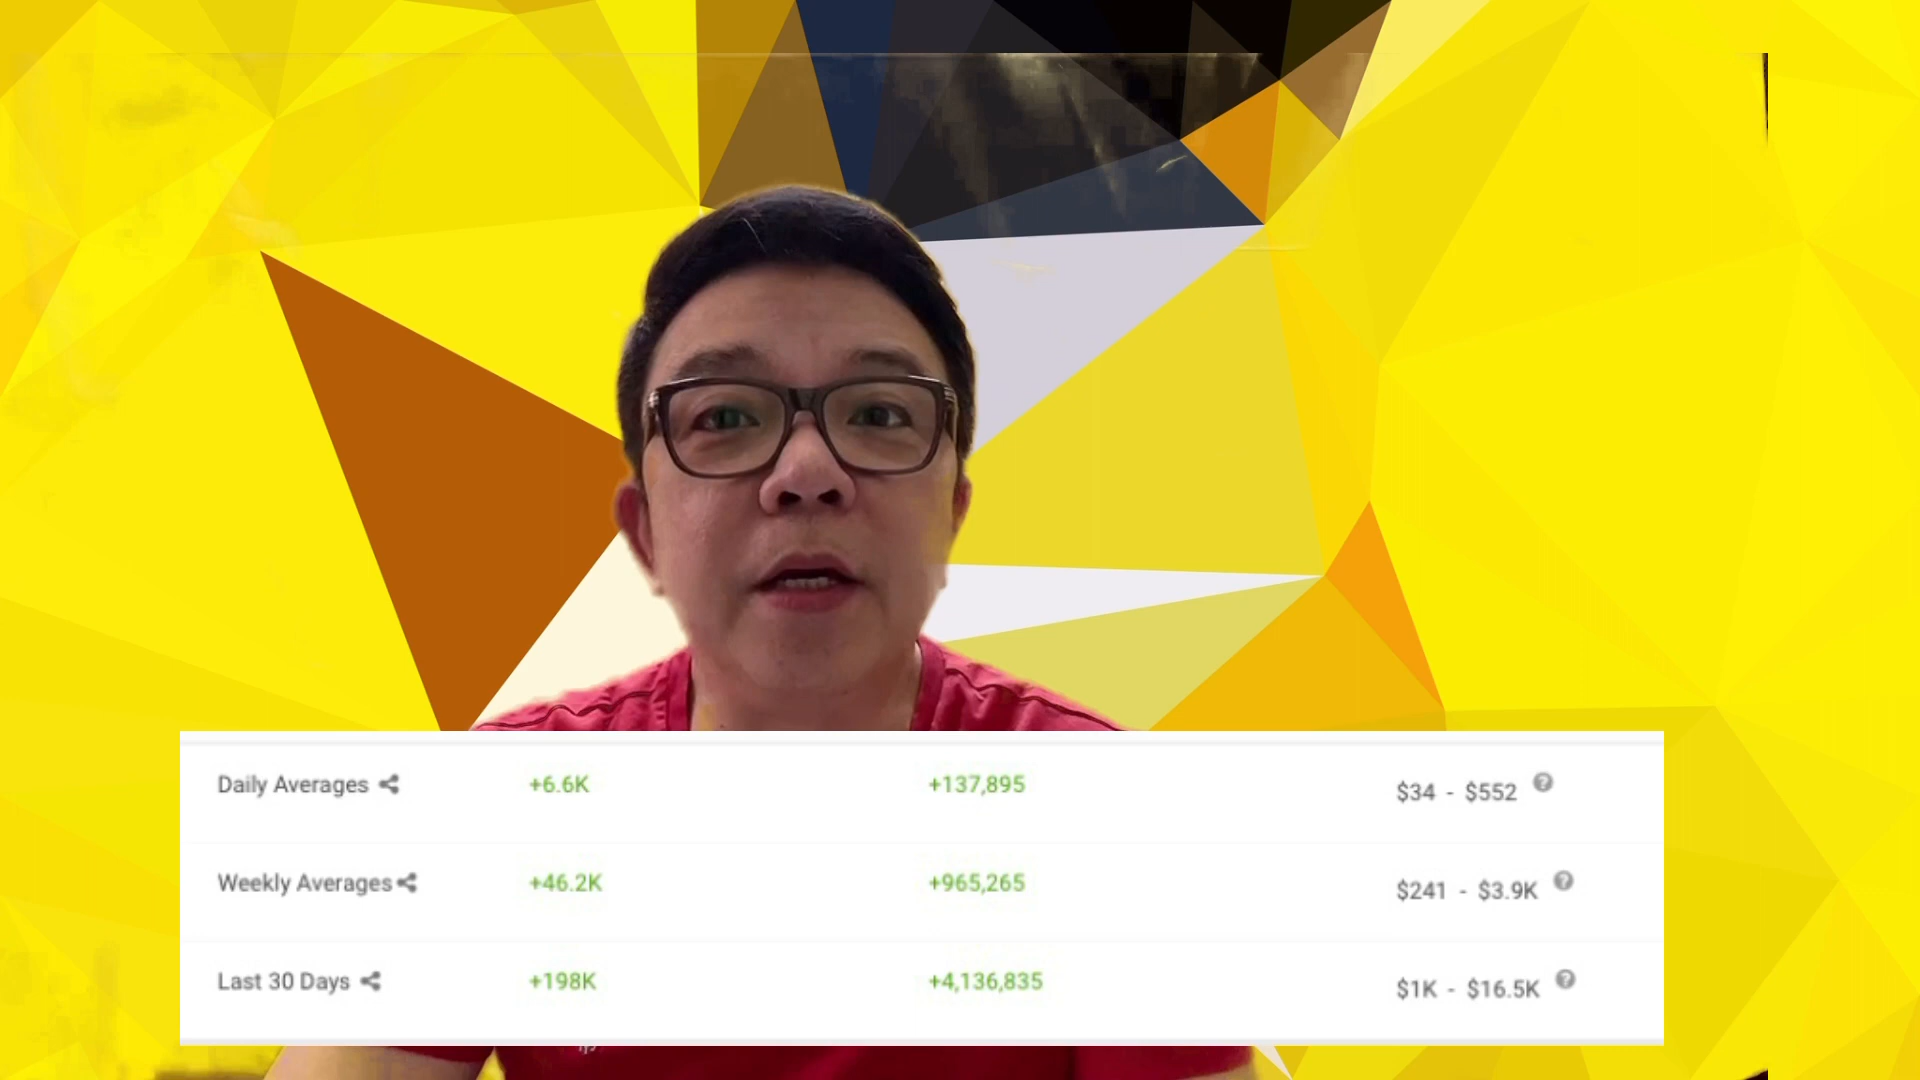 Daily Averages +6.6K +137,895 $34 - $552 ?
Weekly Averages +46.2K +965,265 $241 - $3.9K ?
Last 30 Days +198K +4,136,835 $1K - $16.5K ?